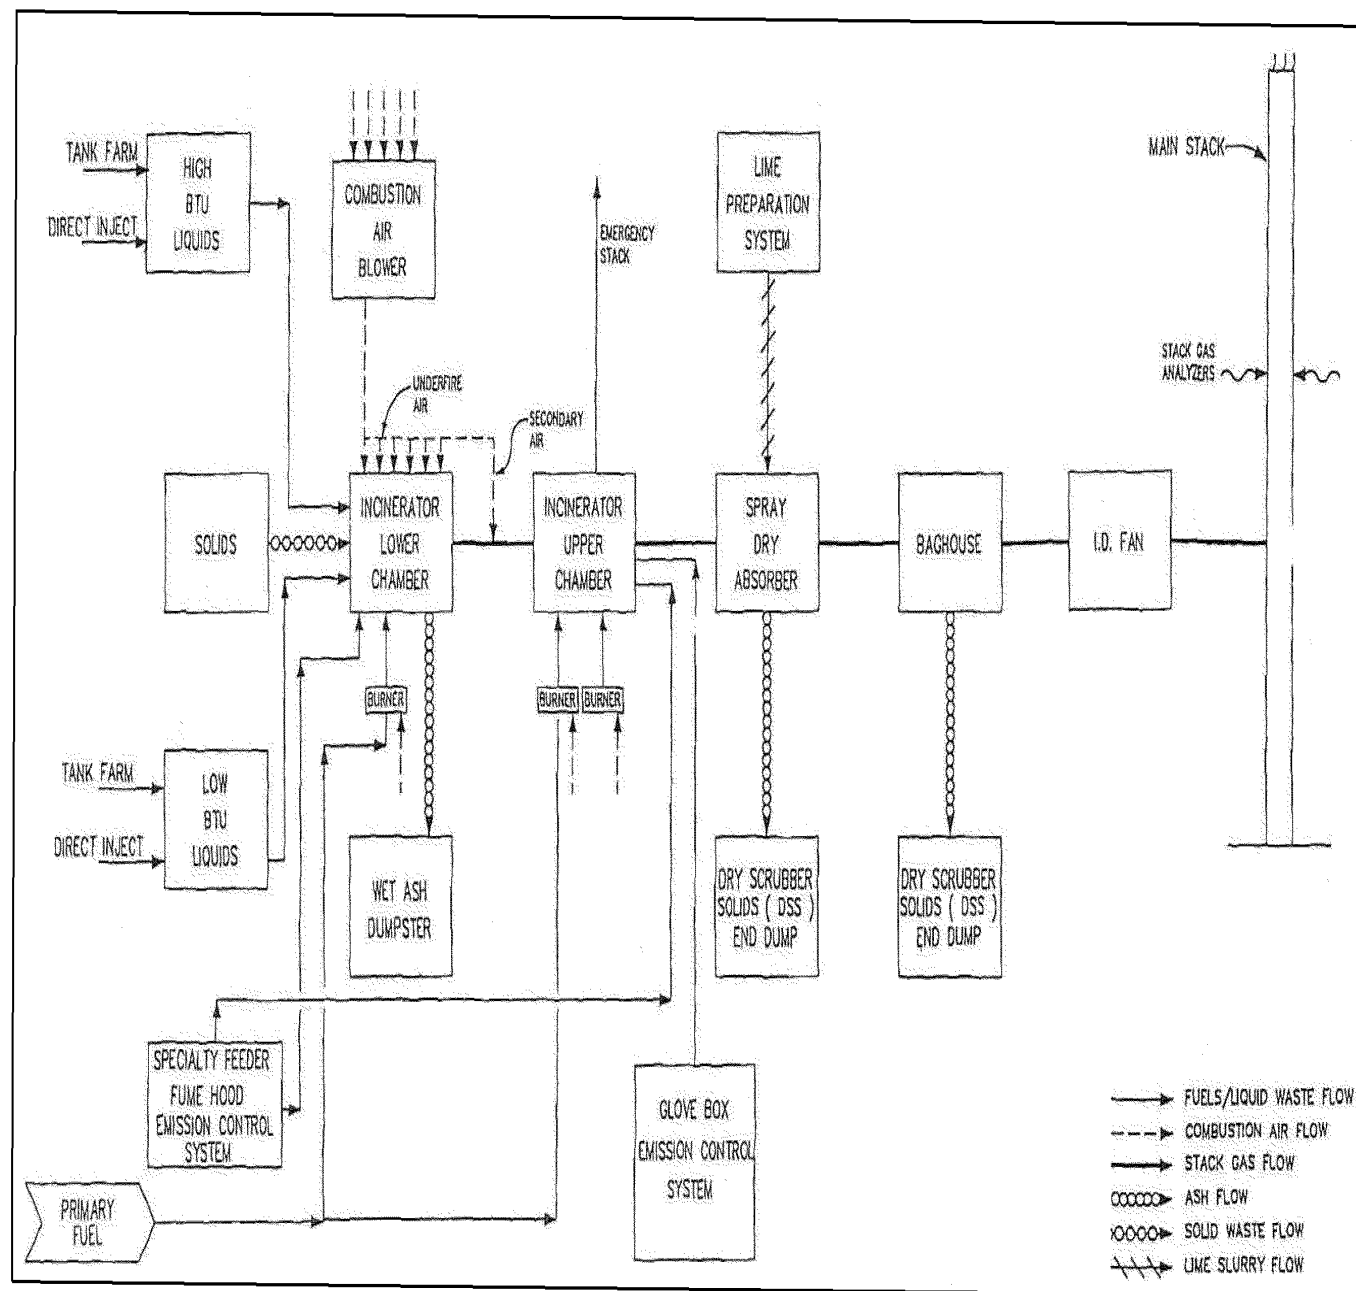 TANK FARM
DIRECT INJECT
HIGH
BTU
LIQUIDS
COMBUSTION
AIR
BLOWER
EMERGENCY
STACK
LIME
PREPARATION
SYSTEM
MAIN STACK
STACK GAS
ANALYZERS
UNDERFIRE
AIR
SECONDARY
AIR
SOLIDS
INCINERATOR
LOWER
CHAMBER
INCINERATOR
UPPER
CHAMBER
SPRAY
DRY
ABSORBER
BAGHOUSE
I.D. FAN
BURNER
BURNER
BURNER
TANK FARM
DIRECT INJECT
LOW
BTU
LIQUIDS
WET ASH
DUMPSTER
DRY SCRUBBER
SOLIDS ( DSS )
END DUMP
DRY SCRUBBER
SOLIDS ( DSS )
END DUMP
SPECIALTY FEEDER
FUME HOOD
EMISSION CONTROL
SYSTEM
GLOVE BOX
EMISSION CONTROL
SYSTEM
PRIMARY
FUEL
FUELS/LIQUID WASTE FLOW
COMBUSTION AIR FLOW
STACK GAS FLOW
ASH FLOW
SOLID WASTE FLOW
LIME SLURRY FLOW